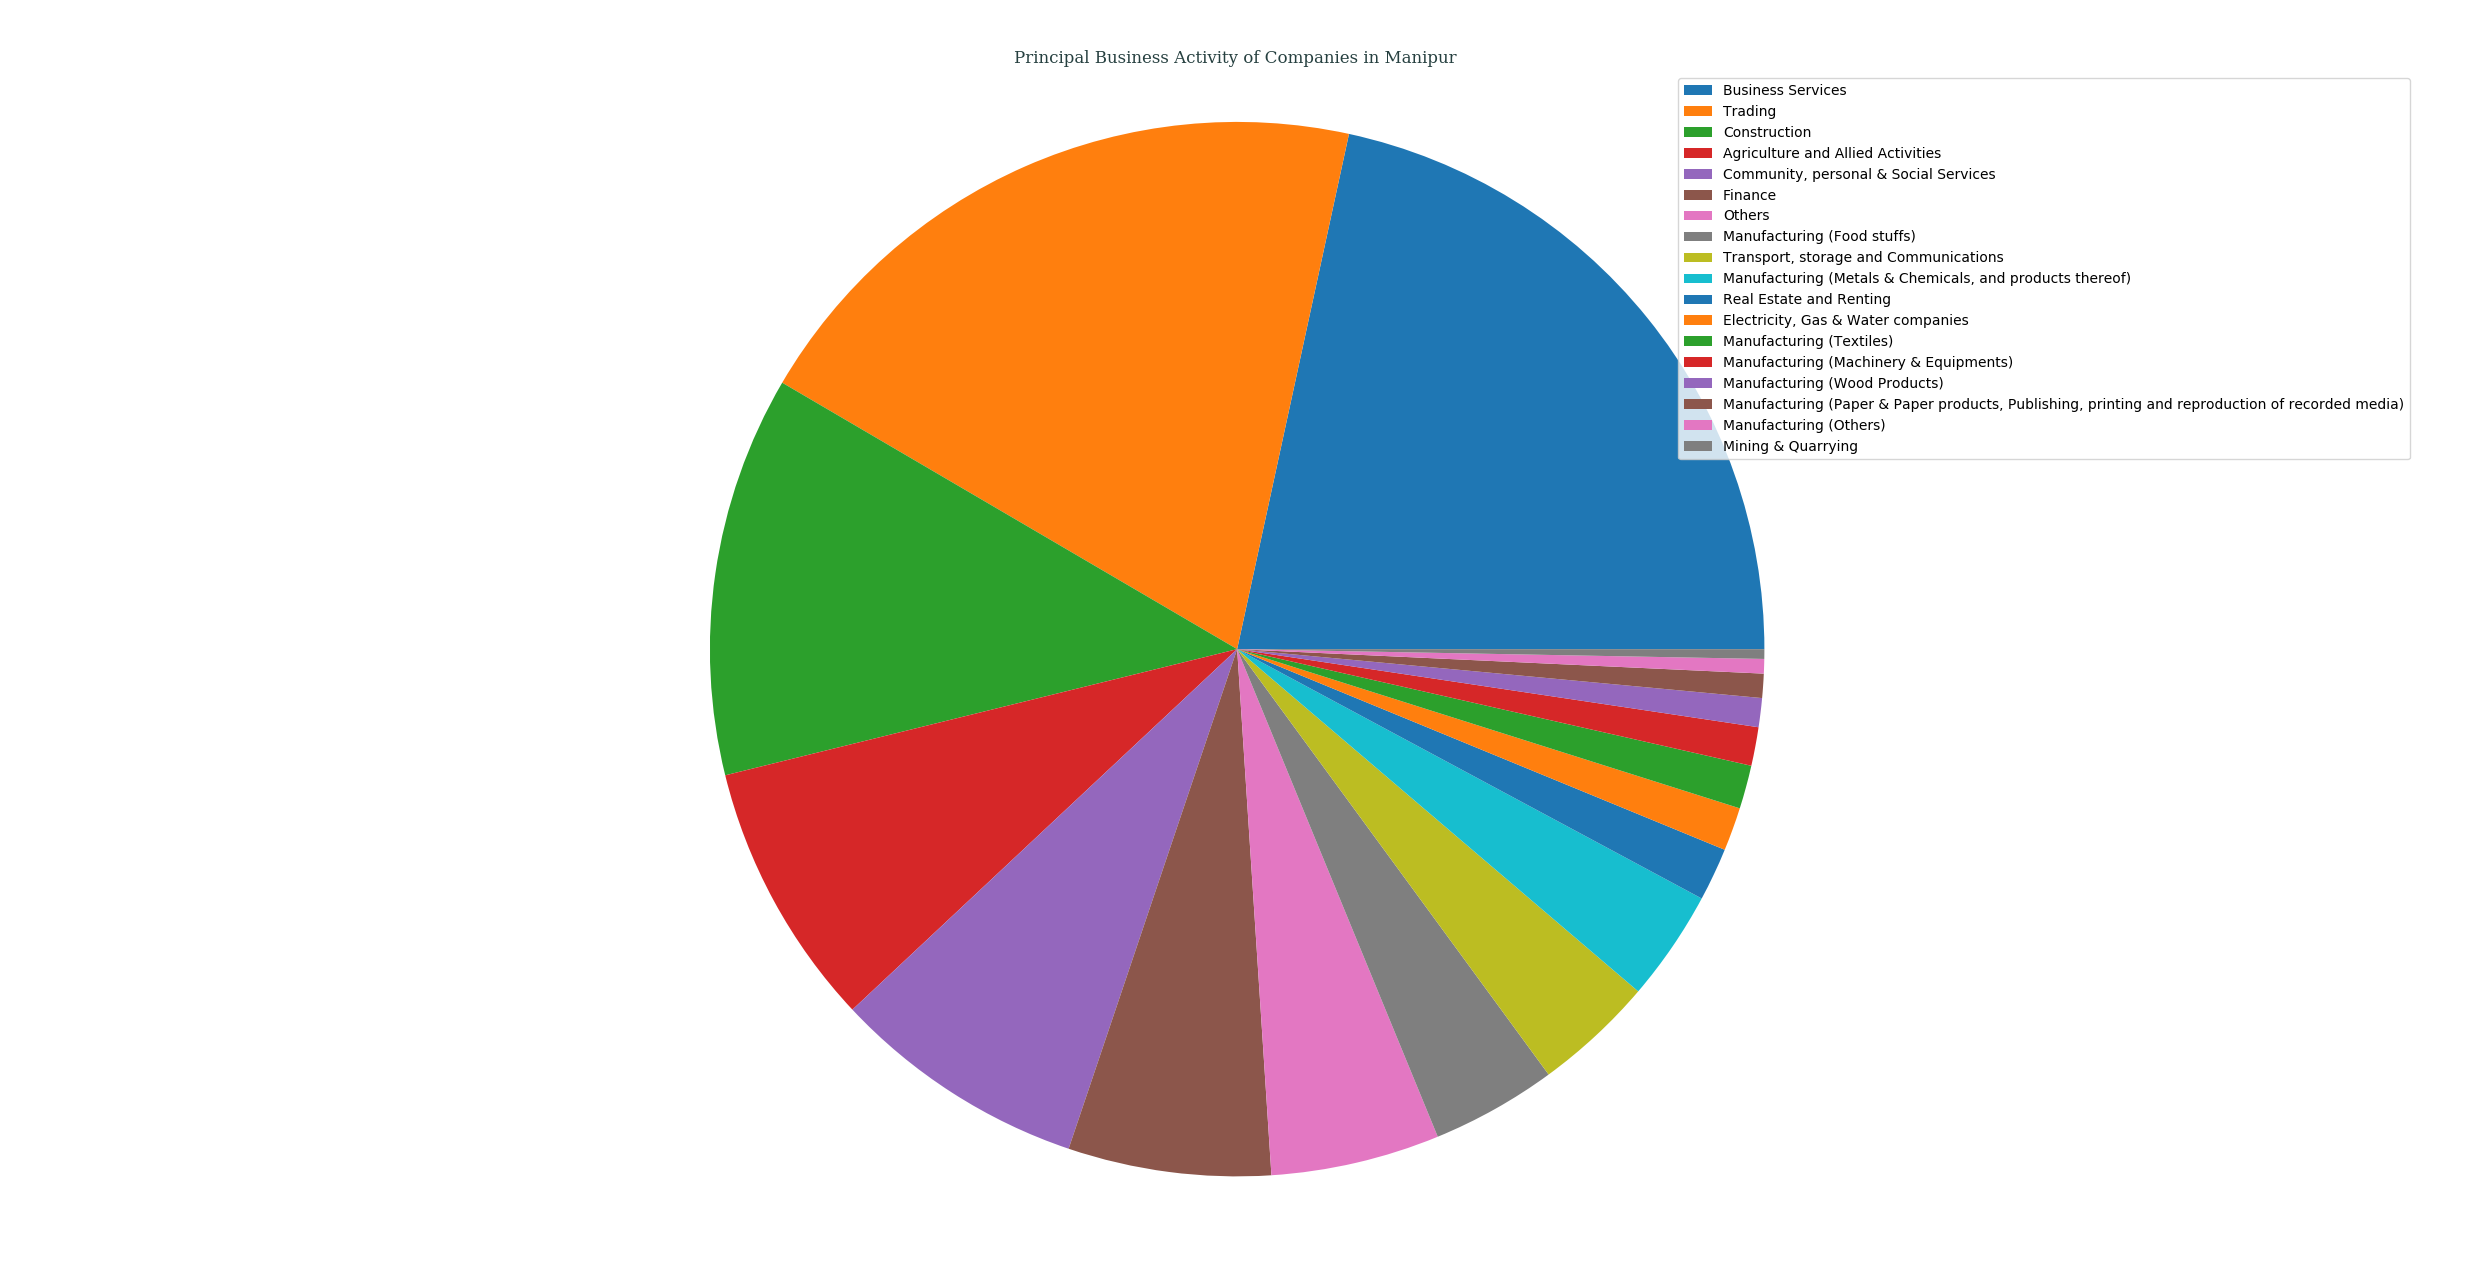 Principal Business Activity of Companies in Manipur
Business Services
Trading
Construction
Agriculture and Allied Activities
Community, personal & Social Services
Finance
Others
Manufacturing (Food stuffs)
Transport, storage and Communications
Manufacturing (Metals & Chemicals, and products thereof)
Real Estate and Renting
Electricity, Gas & Water companies
Manufacturing (Textiles)
Manufacturing (Machinery & Equipments)
Manufacturing (Wood Products)
Manufacturing (Paper & Paper products, Publishing, printing and reproduction of recorded media)
Manufacturing (Others)
Mining & Quarrying